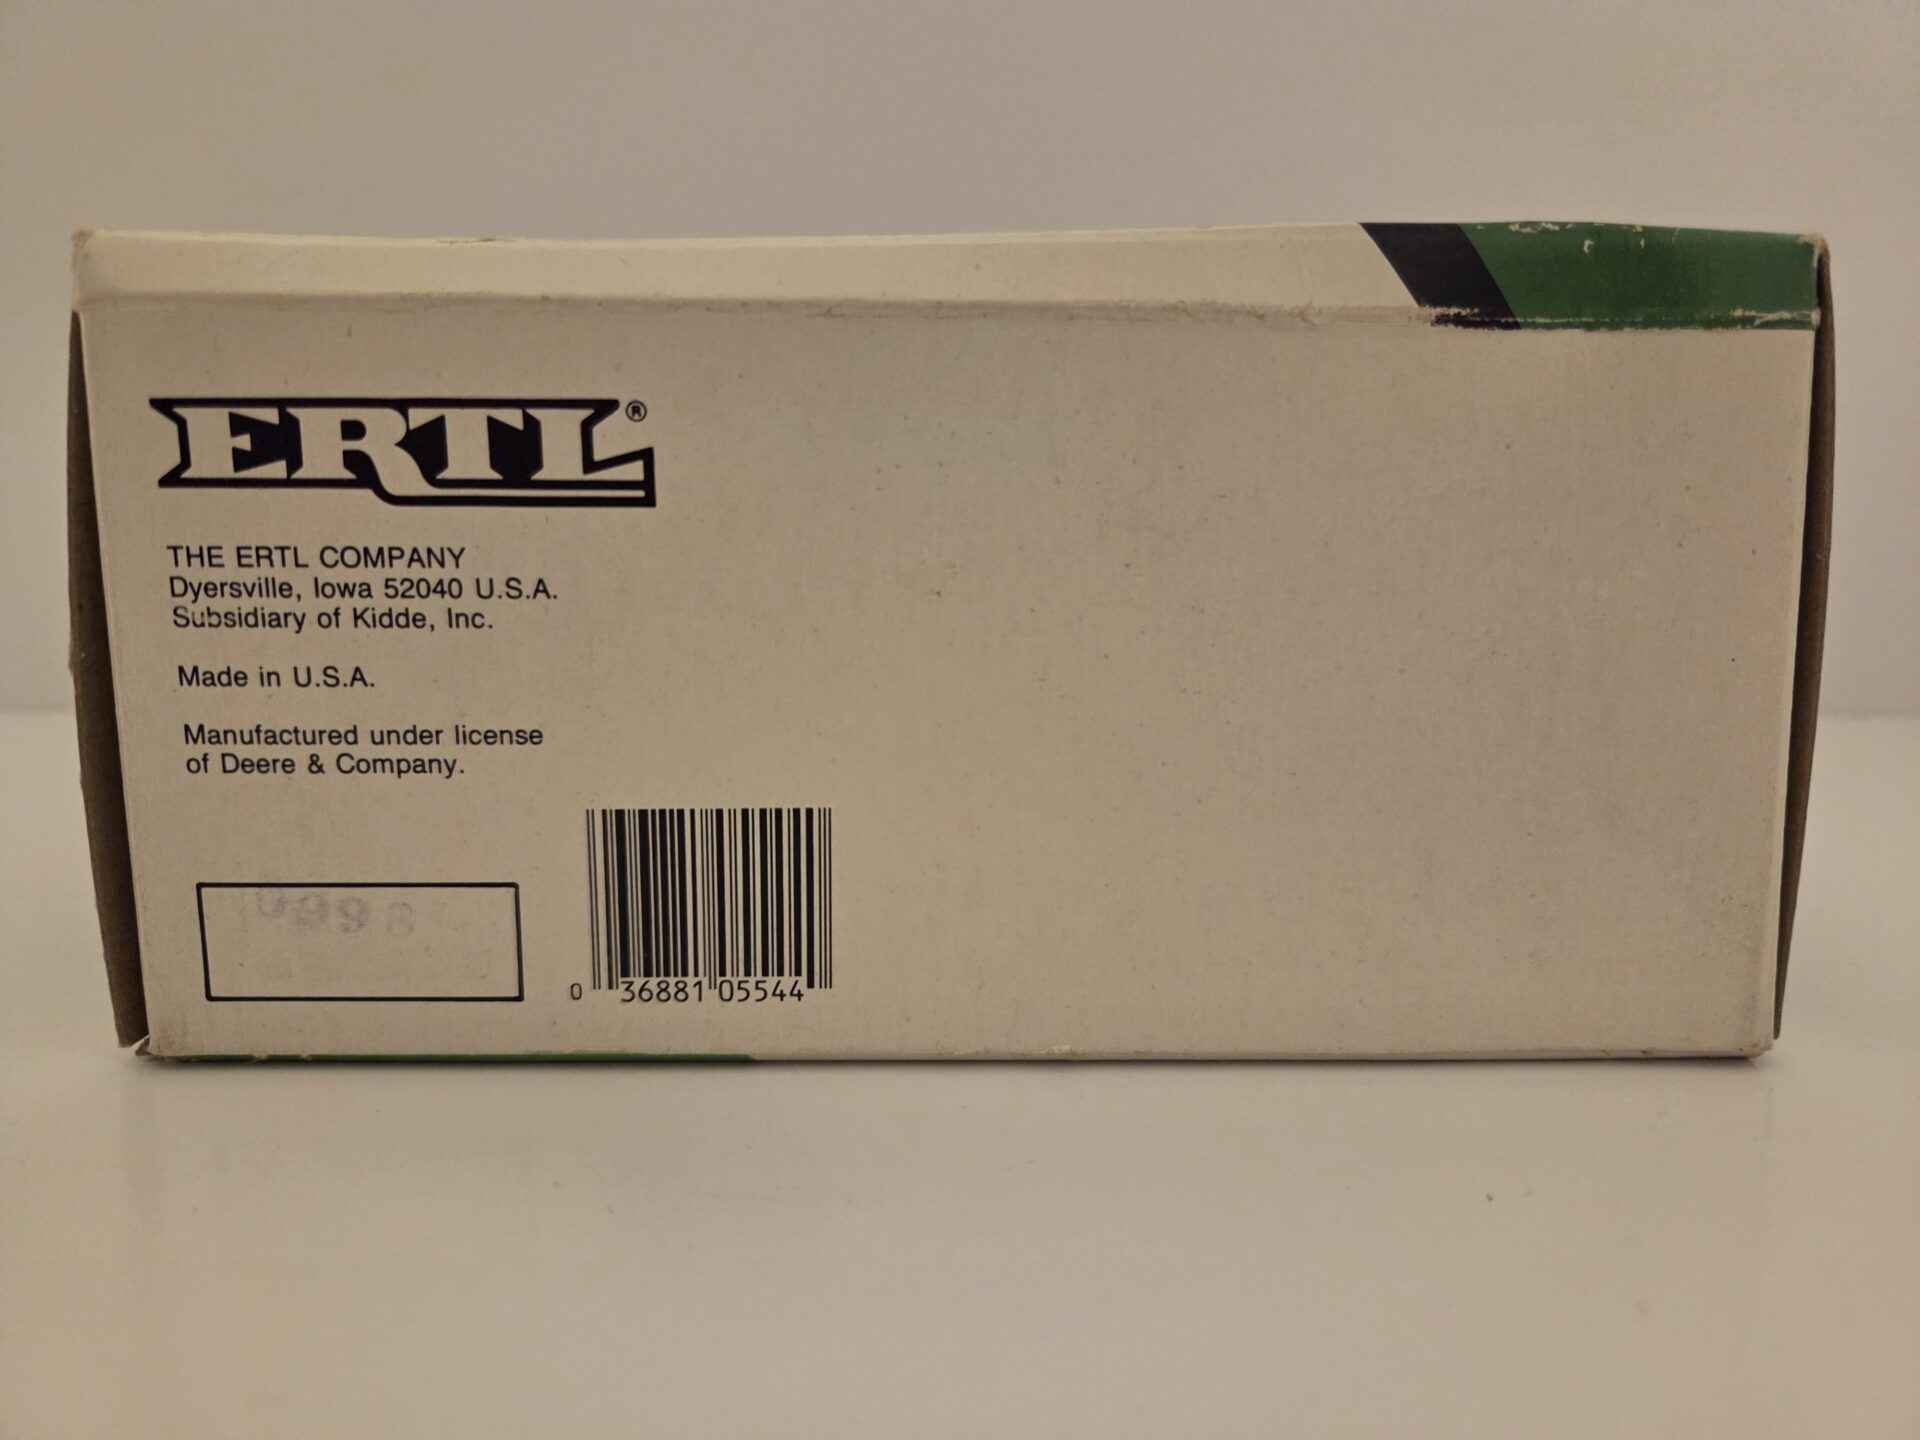 ERTL®
THE ERTL COMPANY
Dyersville, Iowa 52040 U.S.A.
Subsidiary of Kidde, Inc.
Made in U.S.A.
Manufactured under license
of Deere & Company.
0 36881 05544